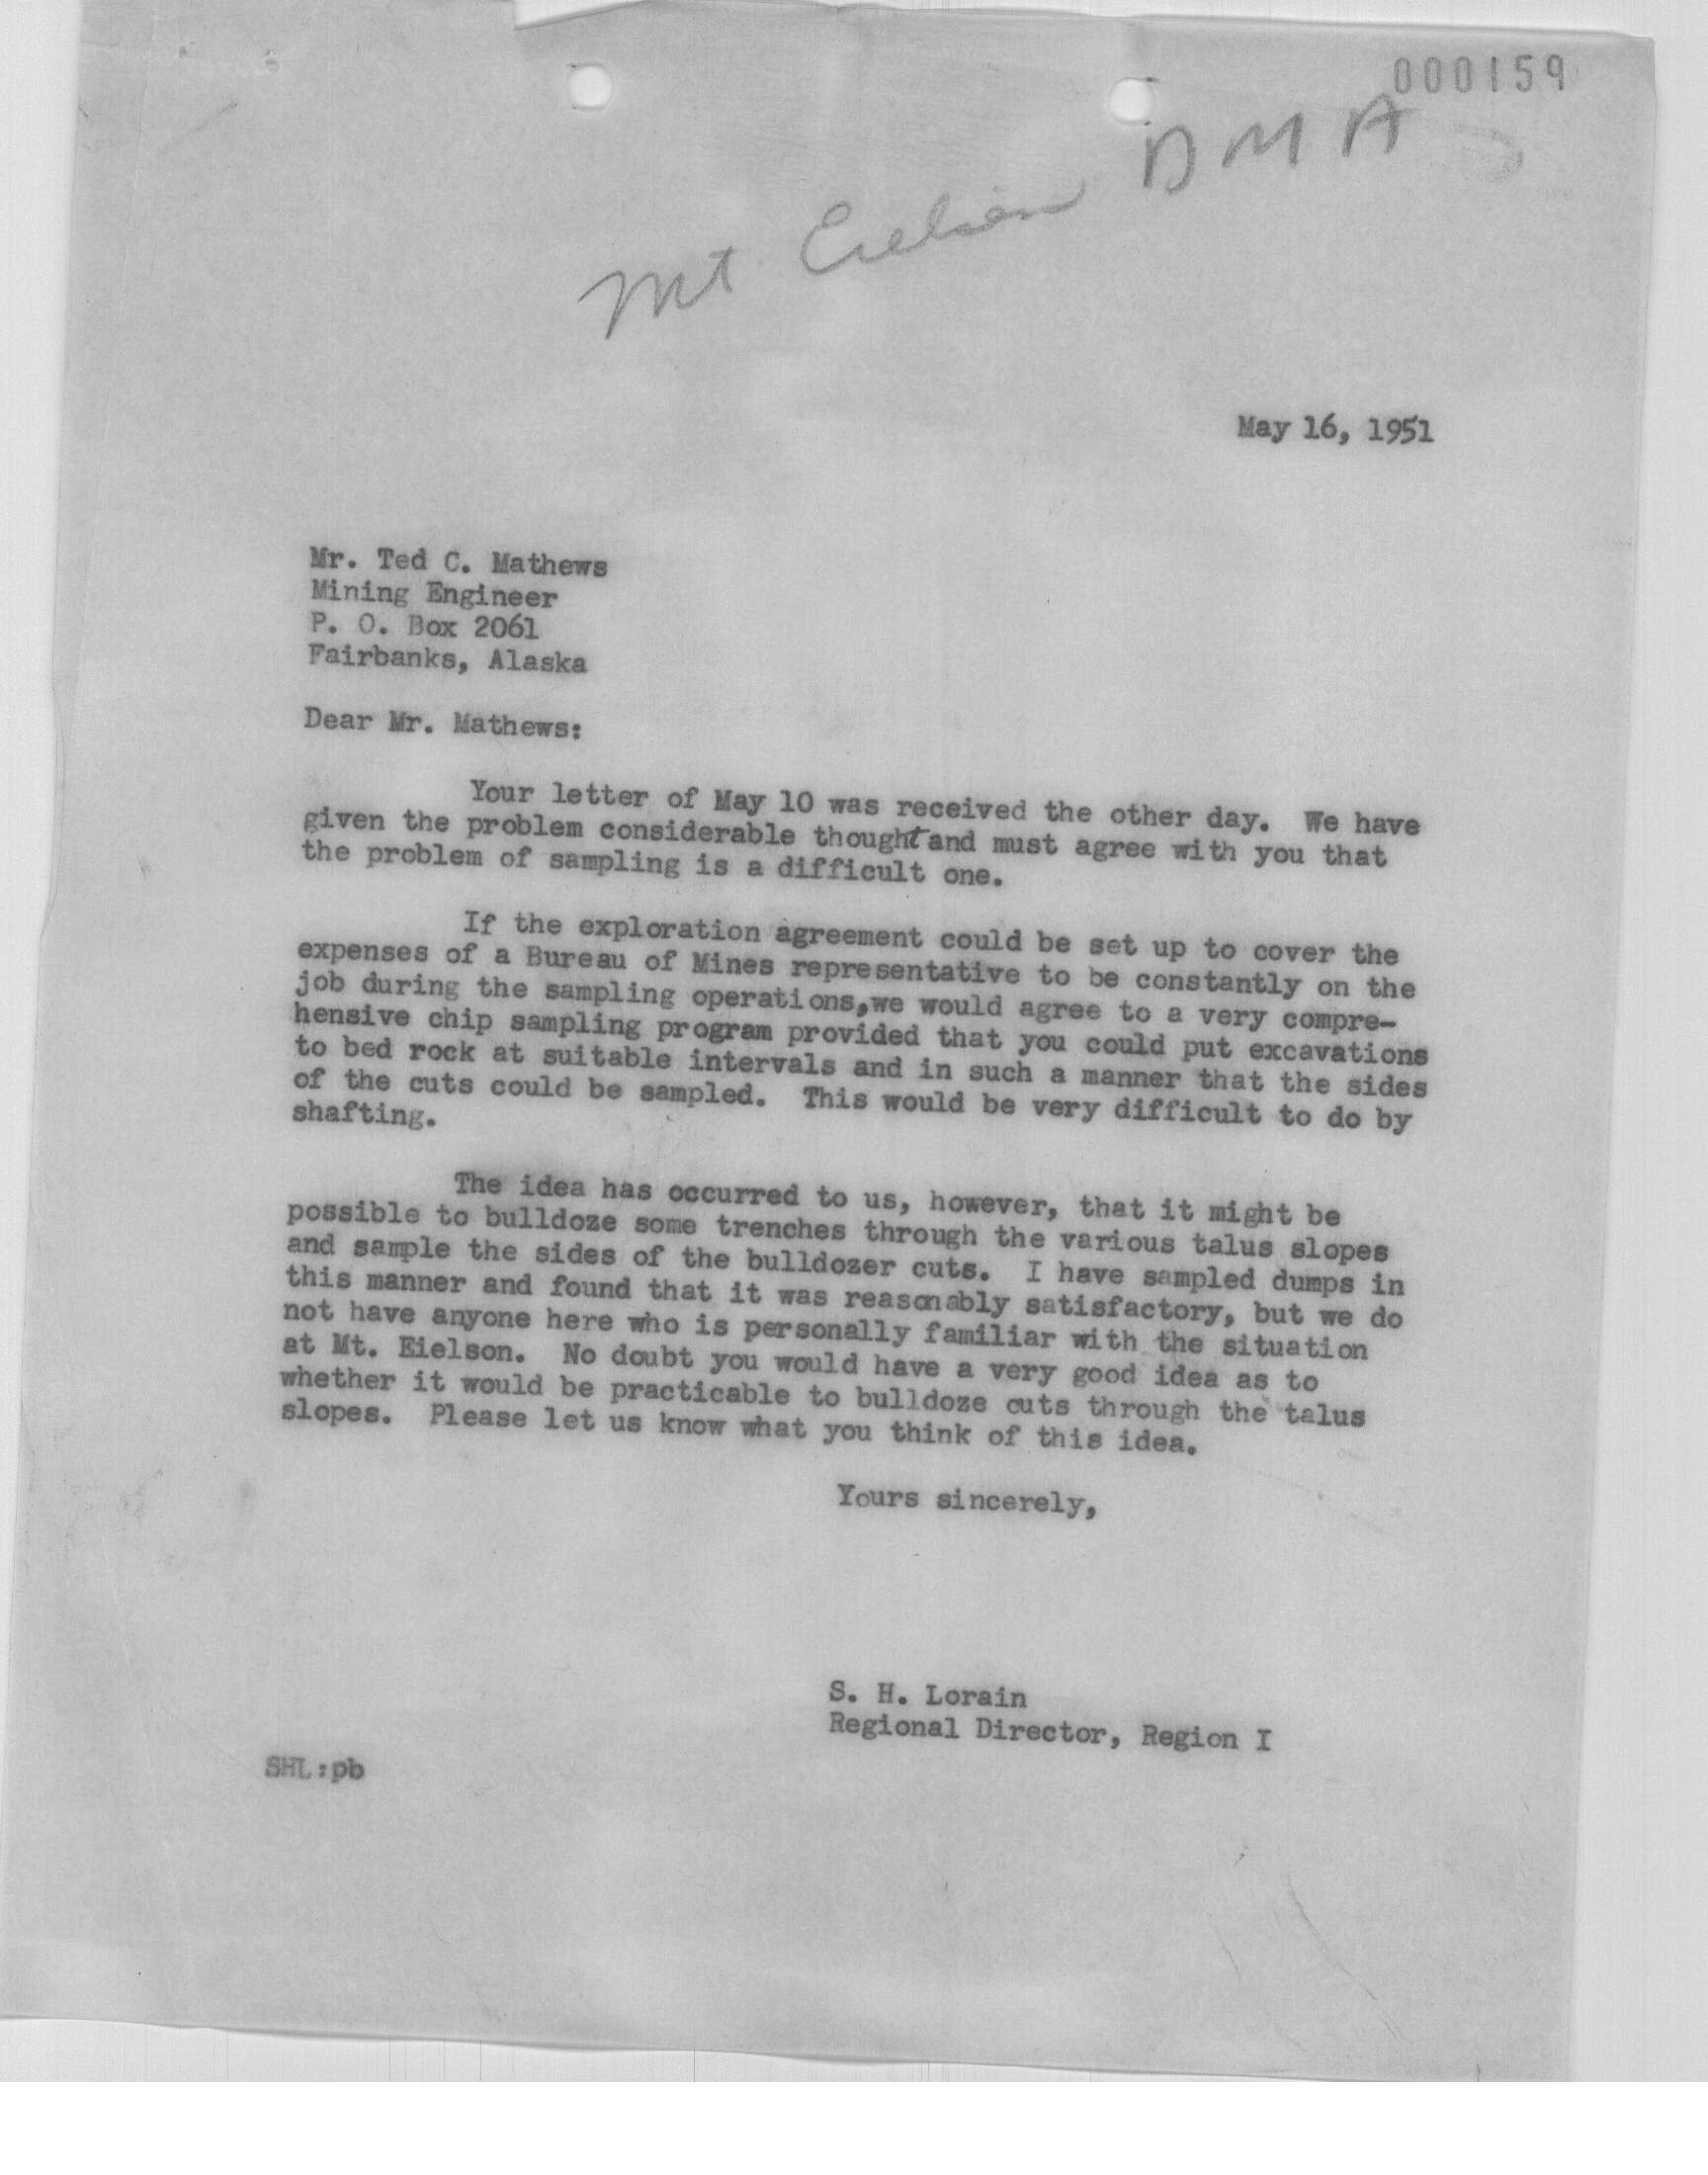 000159
DMA
Mt Eielson
May 16, 1951
Mr. Ted C. Mathews
Mining Engineer
P. O. Box 2061
Fairbanks, Alaska
Dear Mr. Mathews:
Your letter of May 10 was received the other day. We have
given the problem considerable thought and must agree with you that
the problem of sampling is a difficult one.
If the exploration agreement could be set up to cover the
expenses of a Bureau of Mines representative to be constantly on the
job during the sampling operations,we would agree to a very compre-
hensive chip sampling program provided that you could put excavations
to bed rock at suitable intervals and in such a manner that the sides
of the cuts could be sampled. This would be very difficult to do by
shafting.
The idea has occurred to us, however, that it might be
possible to bulldoze some trenches through the various talus slopes
and sample the sides of the bulldozer cuts. I have sampled dumps in
this manner and found that it was reasonably satisfactory, but we do
not have anyone here who is personally familiar with the situation
at Mt. Eielson. No doubt you would have a very good idea as to
whether it would be practicable to bulldoze cuts through the talus
slopes. Please let us know what you think of this idea.
Yours sincerely,
S. H. Lorain
Regional Director, Region I
SHL:pb